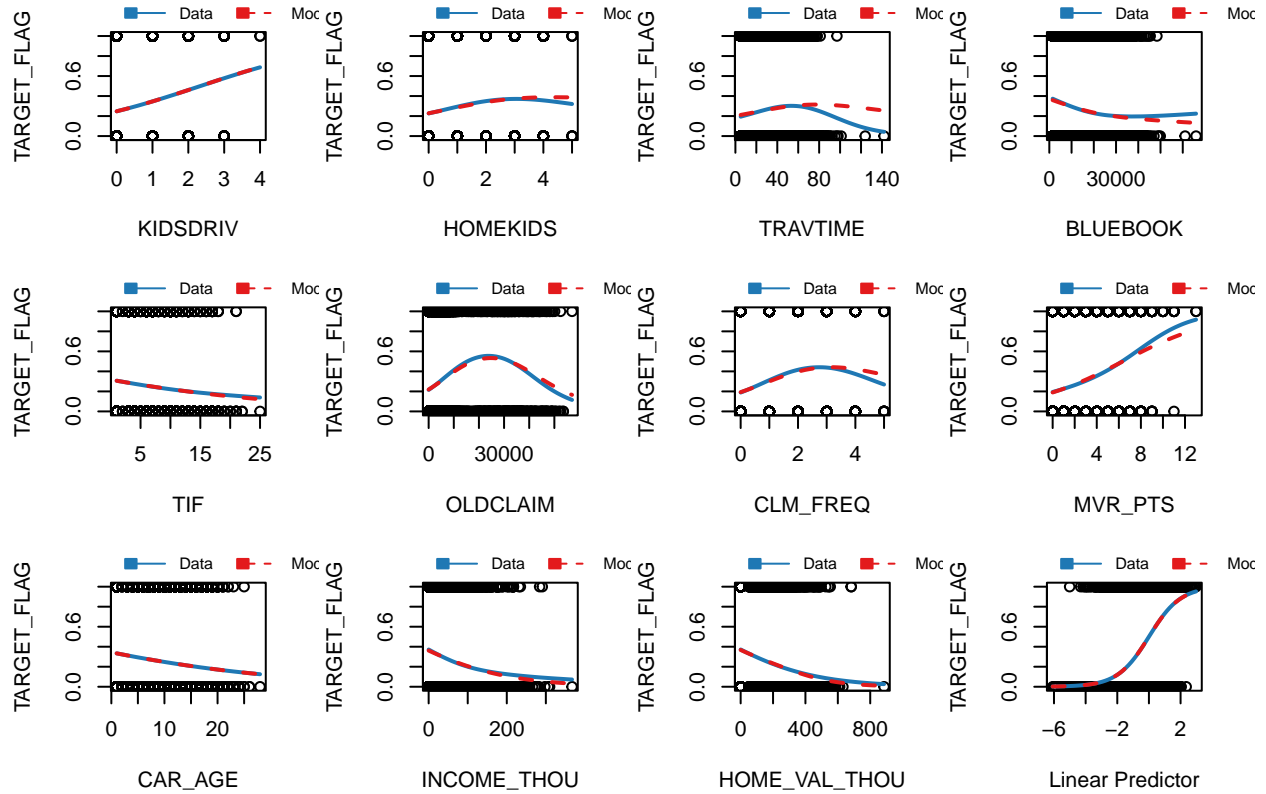 Data Moc
TARGET_FLAG
0.0 0.6
0 1 2 3 4
KIDSDRIV
Data Moc
TARGET_FLAG
0.0 0.6
0 2 4
HOMEKIDS
Data Moc
TARGET_FLAG
0.0 0.6
0 40 80 140
TRAVTIME
Data Moc
TARGET_FLAG
0.0 0.6
0 30000
BLUEBOOK
Data Moc
TARGET_FLAG
0.0 0.6
5 15 25
TIF
Data Moc
TARGET_FLAG
0.0 0.6
0 30000
OLDCLAIM
Data Moc
TARGET_FLAG
0.0 0.6
0 2 4
CLM_FREQ
Data Moc
TARGET_FLAG
0.0 0.6
0 4 8 12
MVR_PTS
Data Moc
TARGET_FLAG
0.0 0.6
0 10 20
CAR_AGE
Data Moc
TARGET_FLAG
0.0 0.6
0 200
INCOME_THOU
Data Moc
TARGET_FLAG
0.0 0.6
0 400 800
HOME_VAL_THOU
Data Moc
TARGET_FLAG
0.0 0.6
−6 −2 2
Linear Predictor